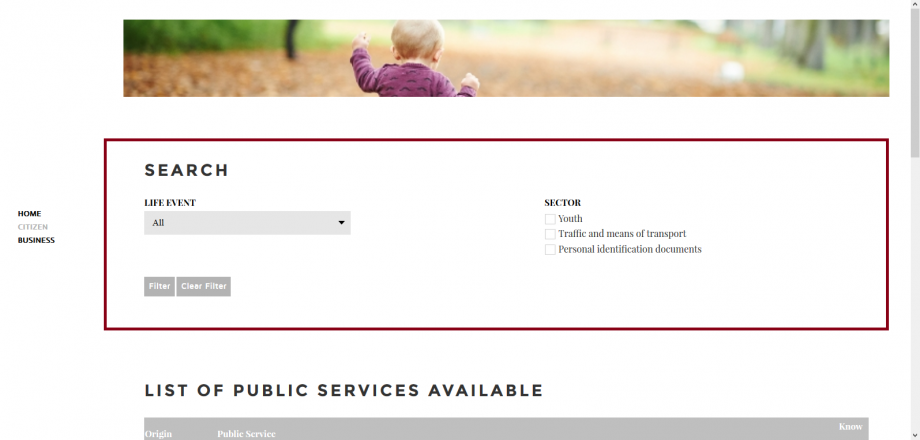 SEARCH
LIFE EVENT
All
SECTOR
Youth
Traffic and means of transport
Personal identification documents
HOME
CITIZEN
BUSINESS
Filter Clear Filter
LIST OF PUBLIC SERVICES AVAILABLE
Know
Origin Public Service